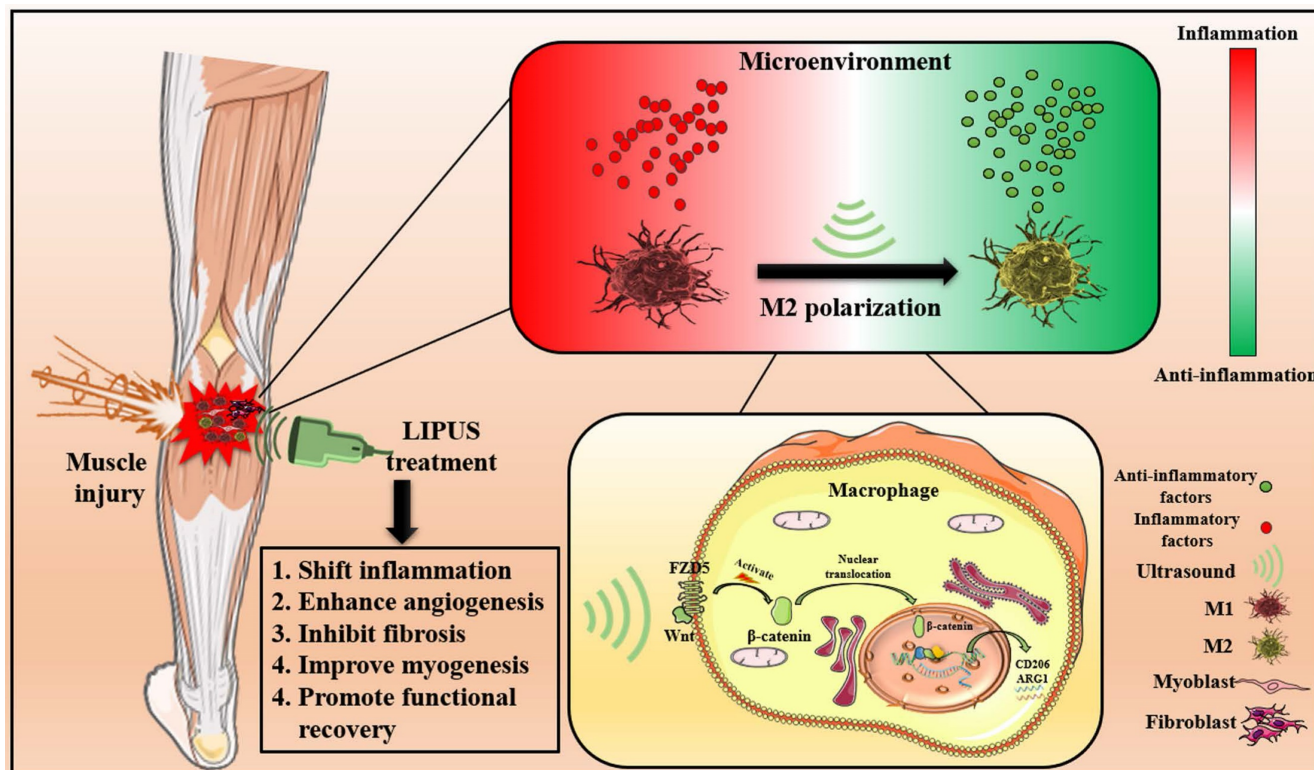 Inflammation
Microenvironment
M2 polarization
Anti-inflammation
Muscle
injury
LIPUS
treatment
1. Shift inflammation
2. Enhance angiogenesis
3. Inhibit fibrosis
4. Improve myogenesis
4. Promote functional
recovery
Macrophage
FZD5
Activate
Nuclear
translocation
Wnt
β-catenin
β-catenin
CD206
ARG1
Anti-inflammatory
factors
Inflammatory
factors
Ultrasound
M1
M2
Myoblast
Fibroblast